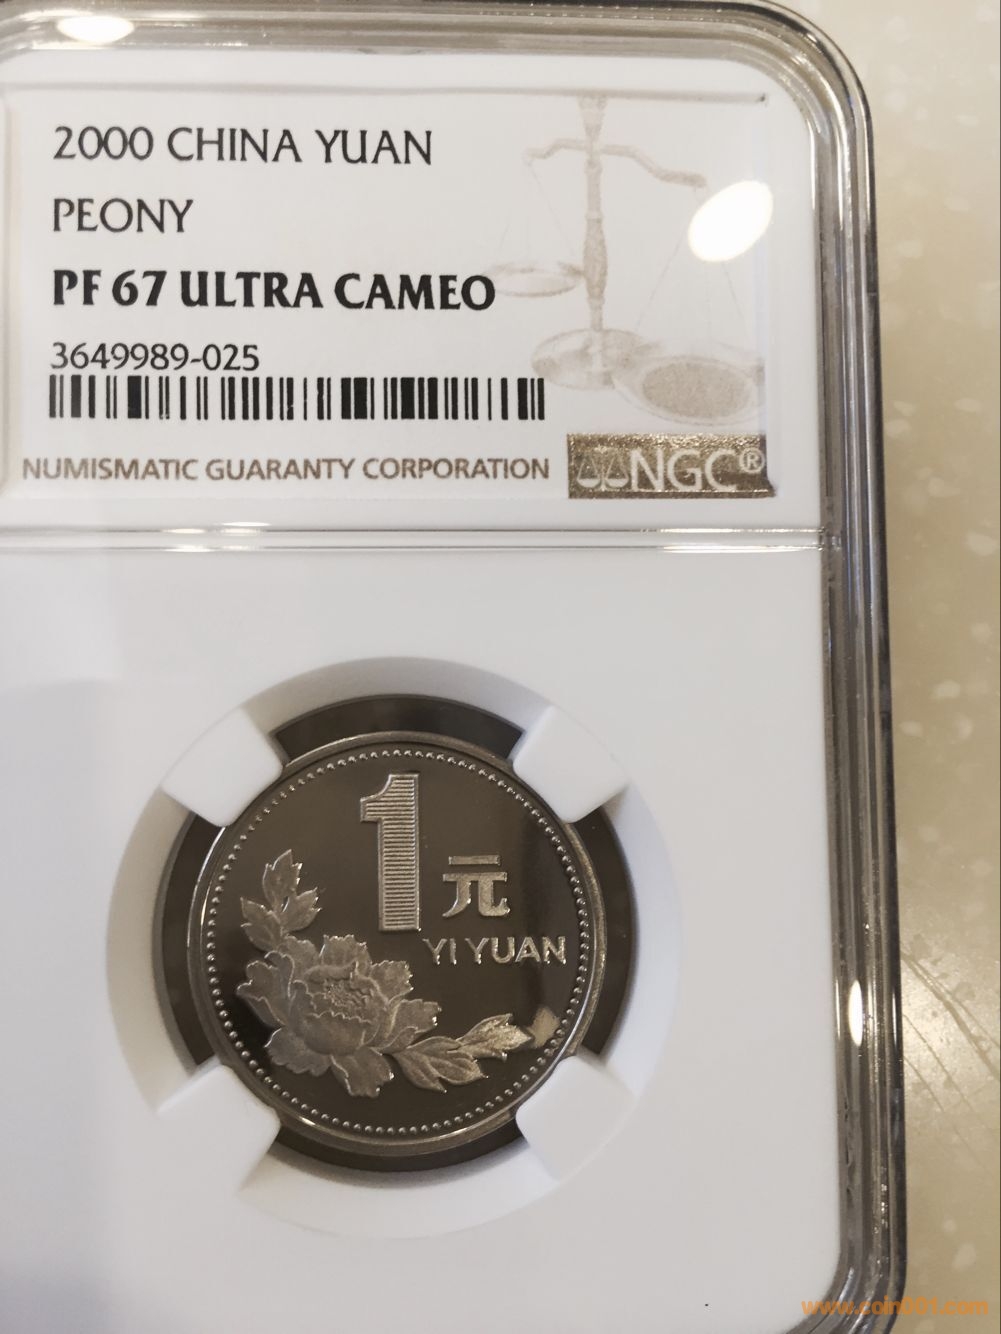 2000 CHINA YUAN
PEONY
PF 67 ULTRA CAMEO
3649989-025
NUMISMATIC GUARANTY CORPORATION
NGC®
1
元
YI YUAN
www.coin001.com